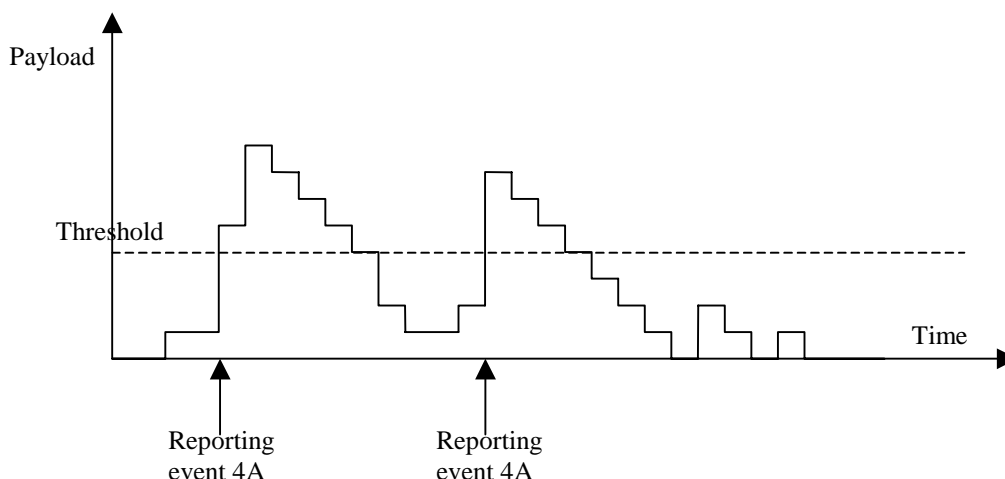 Payload
Threshold
Time
Reporting
event 4A
Reporting
event 4A